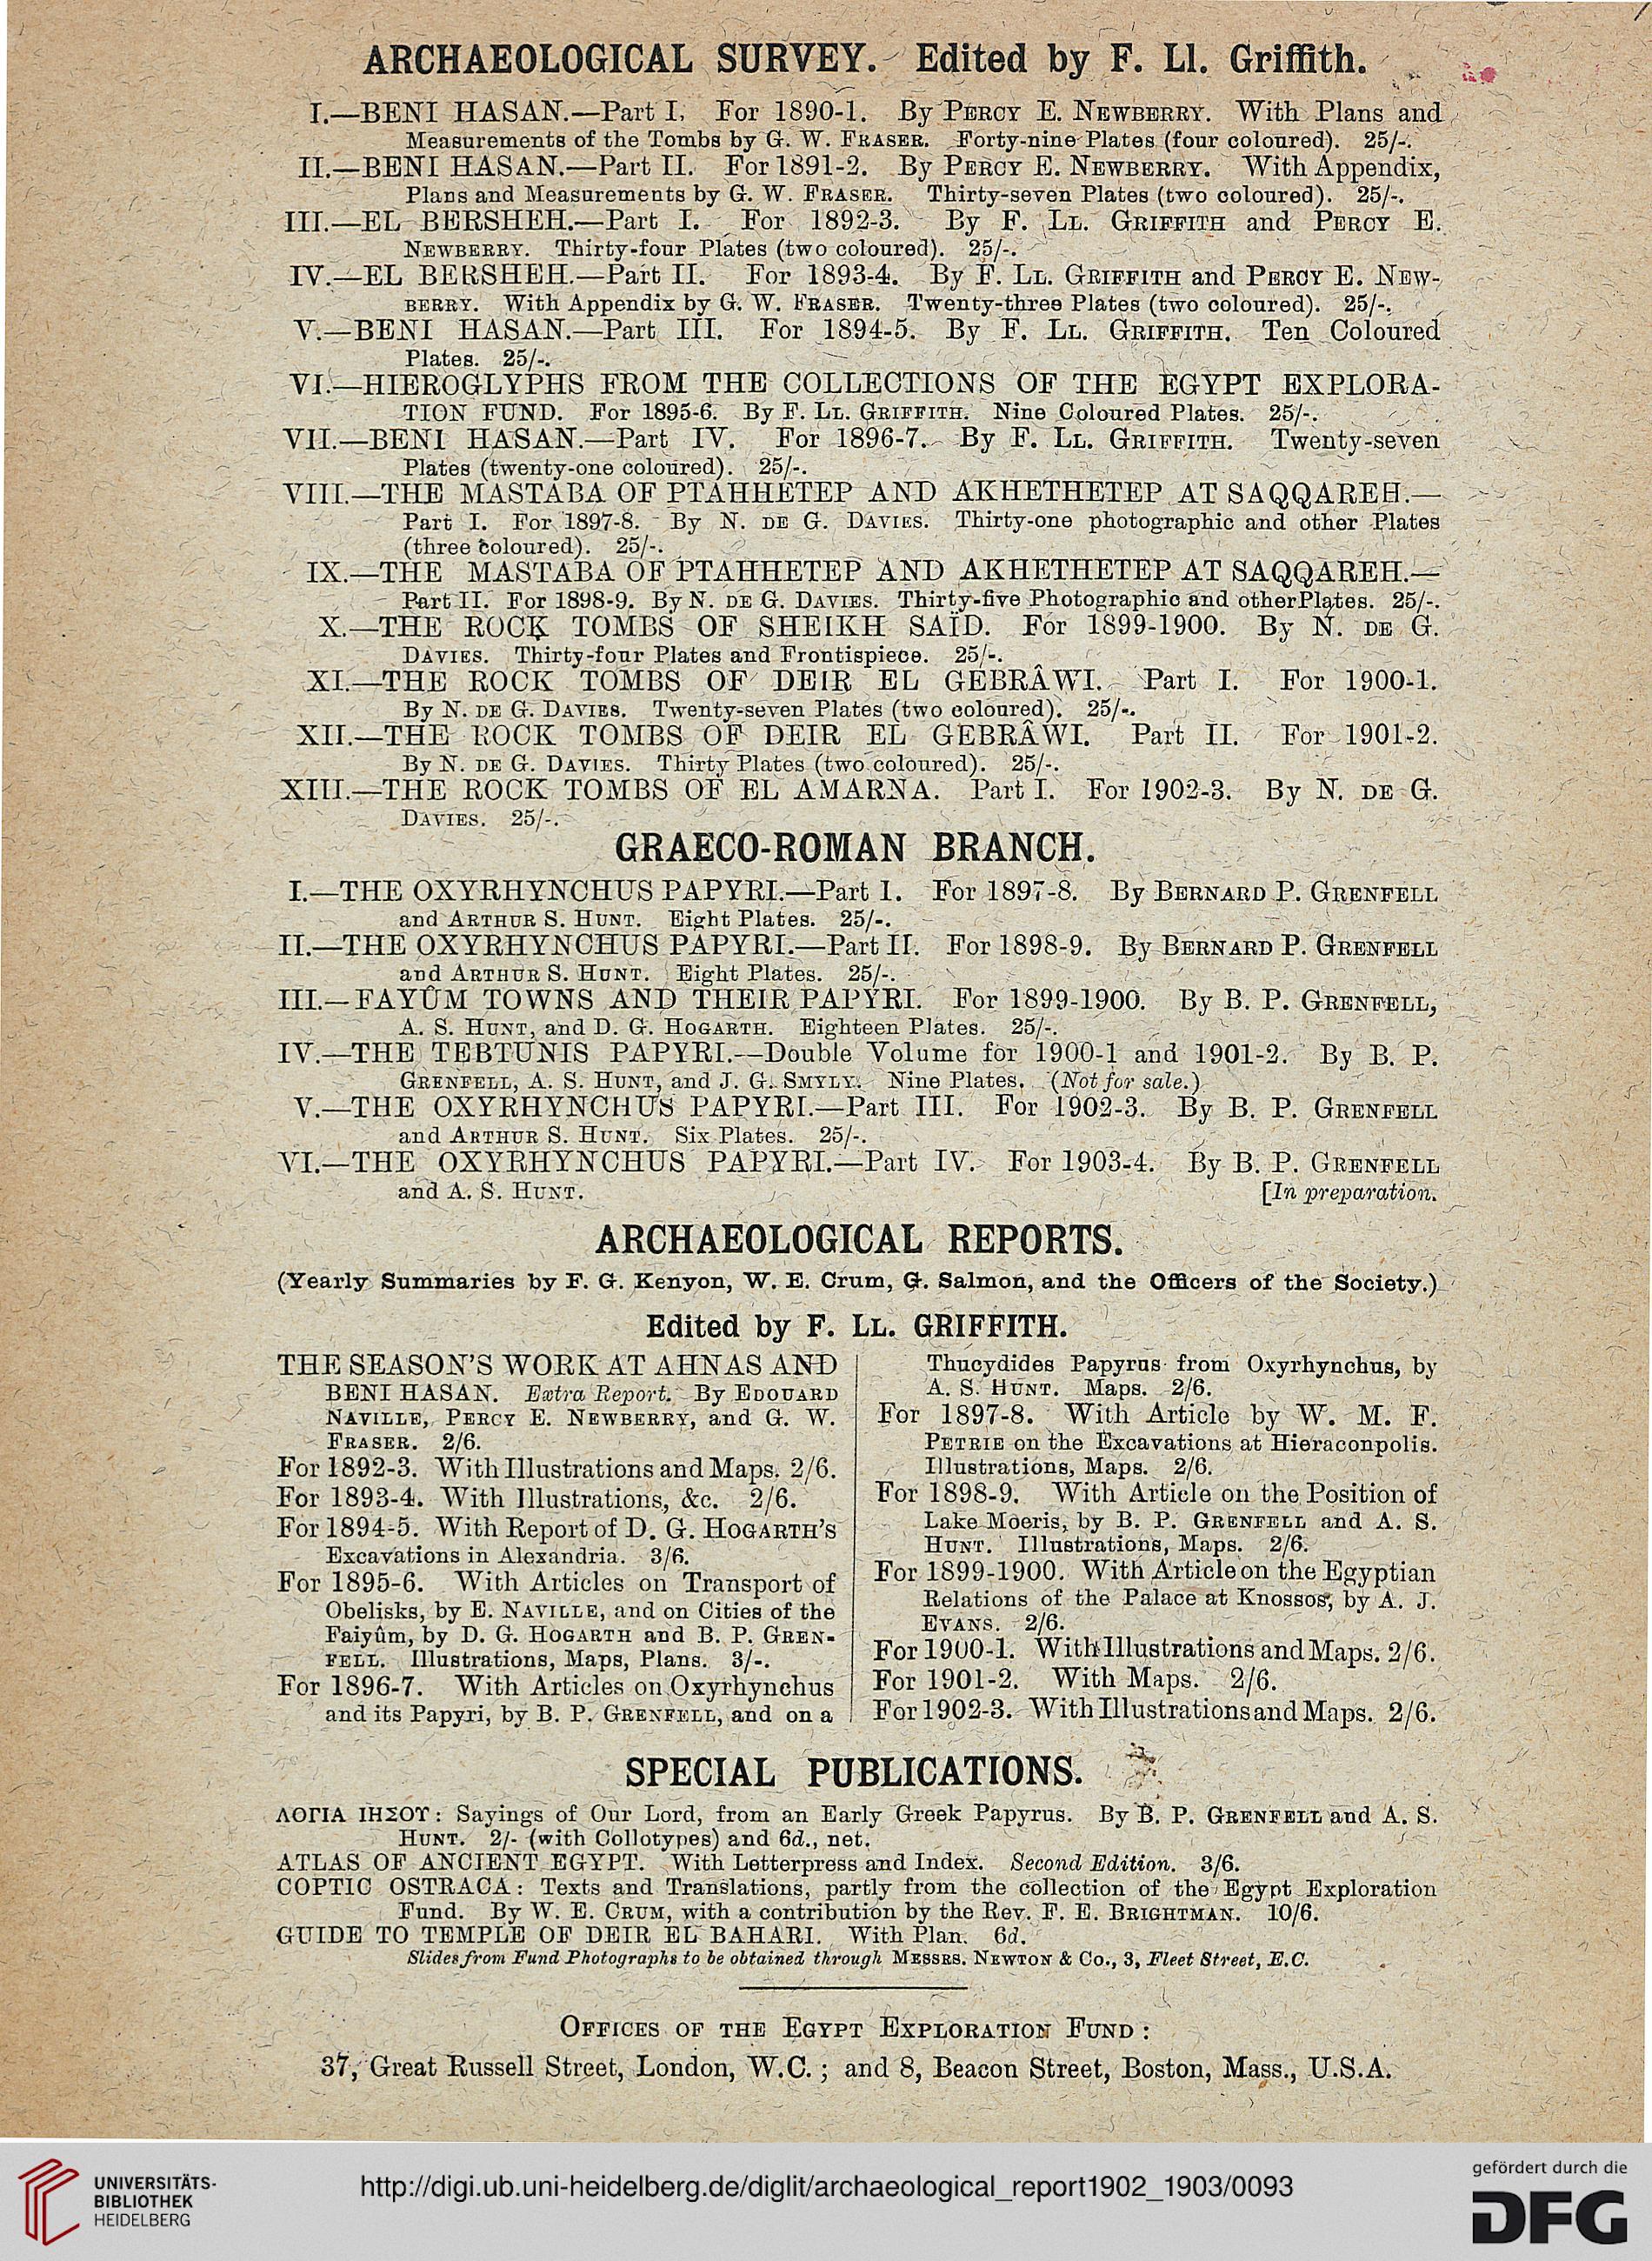 ARCHAEOLOGICAL SURVEY. Edited by F. Ll. Griffith.
I.—BENI HASAN.—Part I. For 1890-1. By PERCY E. NEWBERRY. With Plans and
Measurements of the Tombs by G. W. FRASER. Forty-nine Plates (four coloured). 25/-.
II.—BENI HASAN.—Part II. For 1891-2. By PERCY E. NEWBERRY. With Appendix,
Plans and Measurements by G. W. FRASER. Thirty-seven Plates (two coloured). 25/-.
III.—EL BERSHEH.—Part I. For 1892-3. By F. LL. GRIFFITH and PERCY E.
NEWBERRY. Thirty-four Plates (two coloured). 25/-.
IV.—EL BERSHEH.—Part II. For 1893-4. By F. LL. GRIFFITH and PERCY E. NEW-
BERRY. With Appendix by G. W. FRASER. Twenty-three Plates (two coloured). 25/-.
V.—BENI HASAN.—Part III. For 1894-5. By F. LL. GRIFFITH. Ten Coloured
Plates. 25/-.
VI.—HIEROGLYPHS FROM THE COLLECTIONS OF THE EGYPT EXPLORA-
TION FUND. For 1895-6. By F. LL. GRIFFITH. Nine Coloured Plates. 25/-.
VII.—BENI HASAN.—Part IV. For 1896-7. By F. LL. GRIFFITH. Twenty-seven
Plates (twenty-one coloured). 25/-.
VIII.—THE MASTABA OF PTAHHETEP AND AKHETHETEP AT SAQQAREH.—
Part I. For 1897-8. By N. DE G. DAVIES. Thirty-one photographic and other Plates
(three coloured). 25/-.
IX.—THE MASTABA OF PTAHHETEP AND AKHETHETEP AT SAQQAREH.—
Part II. For 1898-9. By N. DE G. DAVIES. Thirty-five Photographic and other Plates. 25/-.
X.—THE ROCK TOMBS OF SHEIKH SAÏD. For 1899-1900. By N. DE G.
DAVIES. Thirty-four Plates and Frontispiece. 25/-.
XI.—THE ROCK TOMBS OF DEIR EL GEBRÂWI. Part I. For 1900-1.
By N. DE G. DAVIES. Twenty-seven Plates (two coloured). 25/-.
XII.—THE ROCK TOMBS OF DEIR EL GEBRÂWI. Part II. For 1901-2.
By N. DE G. DAVIES. Thirty Plates (two coloured). 25/-.
XIII.—THE ROCK TOMBS OF EL AMARNA. Part I. For 1902-3. By N. DE G.
DAVIES. 25/-.
GRAECO-ROMAN BRANCH.
I.—THE OXYRHYNCHUS PAPYRI.—Part I. For 1897-8. By BERNARD P. GRENFELL
and ARTHUR S. HUNT. Eight Plates. 25/-.
II.—THE OXYRHYNCHUS PAPYRI.—Part II. For 1898-9. By BERNARD P. GRENFELL
and ARTHUR S. HUNT. Eight Plates. 25/-.
III.—FAYÛM TOWNS AND THEIR PAPYRI. For 1899-1900. By B. P. GRENFELL,
A. S. HUNT, and D. G. HOGARTH. Eighteen Plates. 25/-.
IV.—THE TEBTUNIS PAPYRI.—Double Volume for 1900-1 and 1901-2. By B. P.
GRENFELL, A. S. HUNT, and J. G. SMYLY. Nine Plates. (Not for sale.)
V.—THE OXYRHYNCHUS PAPYRI.—Part III. For 1902-3. By B. P. GRENFELL
and ARTHUR S. HUNT. Six Plates. 25/-.
VI.—THE OXYRHYNCHUS PAPYRI.—Part IV. For 1903-4. By B. P. GRENFELL
and A. S. HUNT. [In preparation.
ARCHAEOLOGICAL REPORTS.
(Yearly Summaries by F. G. Kenyon, W. E. Crum, G. Salmon, and the Officers of the Society.)
Edited by F. LL. GRIFFITH.
THE SEASON'S WORK AT AHNAS AND
BENI HASAN. Extra Report. By EDOUARD
NAVILLE, PERCY E. NEWBERRY, and G. W.
FRASER. 2/6.
For 1892-3. With Illustrations and Maps. 2/6.
For 1893-4. With Illustrations, &c. 2/6.
For 1894-5. With Report of D. G. HOGARTH'S
Excavations in Alexandria. 3/6.
For 1895-6. With Articles on Transport of
Obelisks, by E. NAVILLE, and on Cities of the
Faiyûm, by D. G. HOGARTH and B. P. GREN-
FELL. Illustrations, Maps, Plans. 3/-.
For 1896-7. With Articles on Oxyrhynchus
and its Papyri, by B. P. GRENFELL, and on a
Thucydides Papyrus from Oxyrhynchus, by
A. S. HUNT. Maps. 2/6.
For 1897-8. With Article by W. M. F.
PETRIE on the Excavations at Hieraconpolis.
Illustrations, Maps. 2/6.
For 1898-9. With Article on the Position of
Lake Moeris, by B. P. GRENFELL and A. S.
HUNT. Illustrations, Maps. 2/6.
For 1899-1900. With Article on the Egyptian
Relations of the Palace at Knossos, by A. J.
EVANS. 2/6.
For 1900-1. With Illustrations and Maps. 2/6.
For 1901-2. With Maps. 2/6.
For 1902-3. With Illustrations and Maps. 2/6.
SPECIAL PUBLICATIONS.
ΛΟΓΙΑ ΙΗΣΟΥ: Sayings of Our Lord, from an Early Greek Papyrus. By B. P. GRENFELL and A. S.
HUNT. 2/- (with Collotypes) and 6d., net.
ATLAS OF ANCIENT EGYPT. With Letterpress and Index. Second Edition. 3/6.
COPTIC OSTRACA: Texts and Translations, partly from the collection of the Egypt Exploration
Fund. By W. E. CRUM, with a contribution by the Rev. F. E. BRIGHTMAN. 10/6.
GUIDE TO TEMPLE OF DEIR EL BAHARI. With Plan. 6d.
Slides from Fund Photographs to be obtained through MESSRS. NEWTON & CO., 3, Fleet Street, E.C.
OFFICES OF THE EGYPT EXPLORATION FUND:
37, Great Russell Street, London, W.C.; and 8, Beacon Street, Boston, Mass., U.S.A.
UNIVERSITÄTS-
BIBLIOTHEK
HEIDELBERG
http://digi.ub.uni-heidelberg.de/diglit/archaeological_report1902_1903/0093
gefördert durch die
DFG